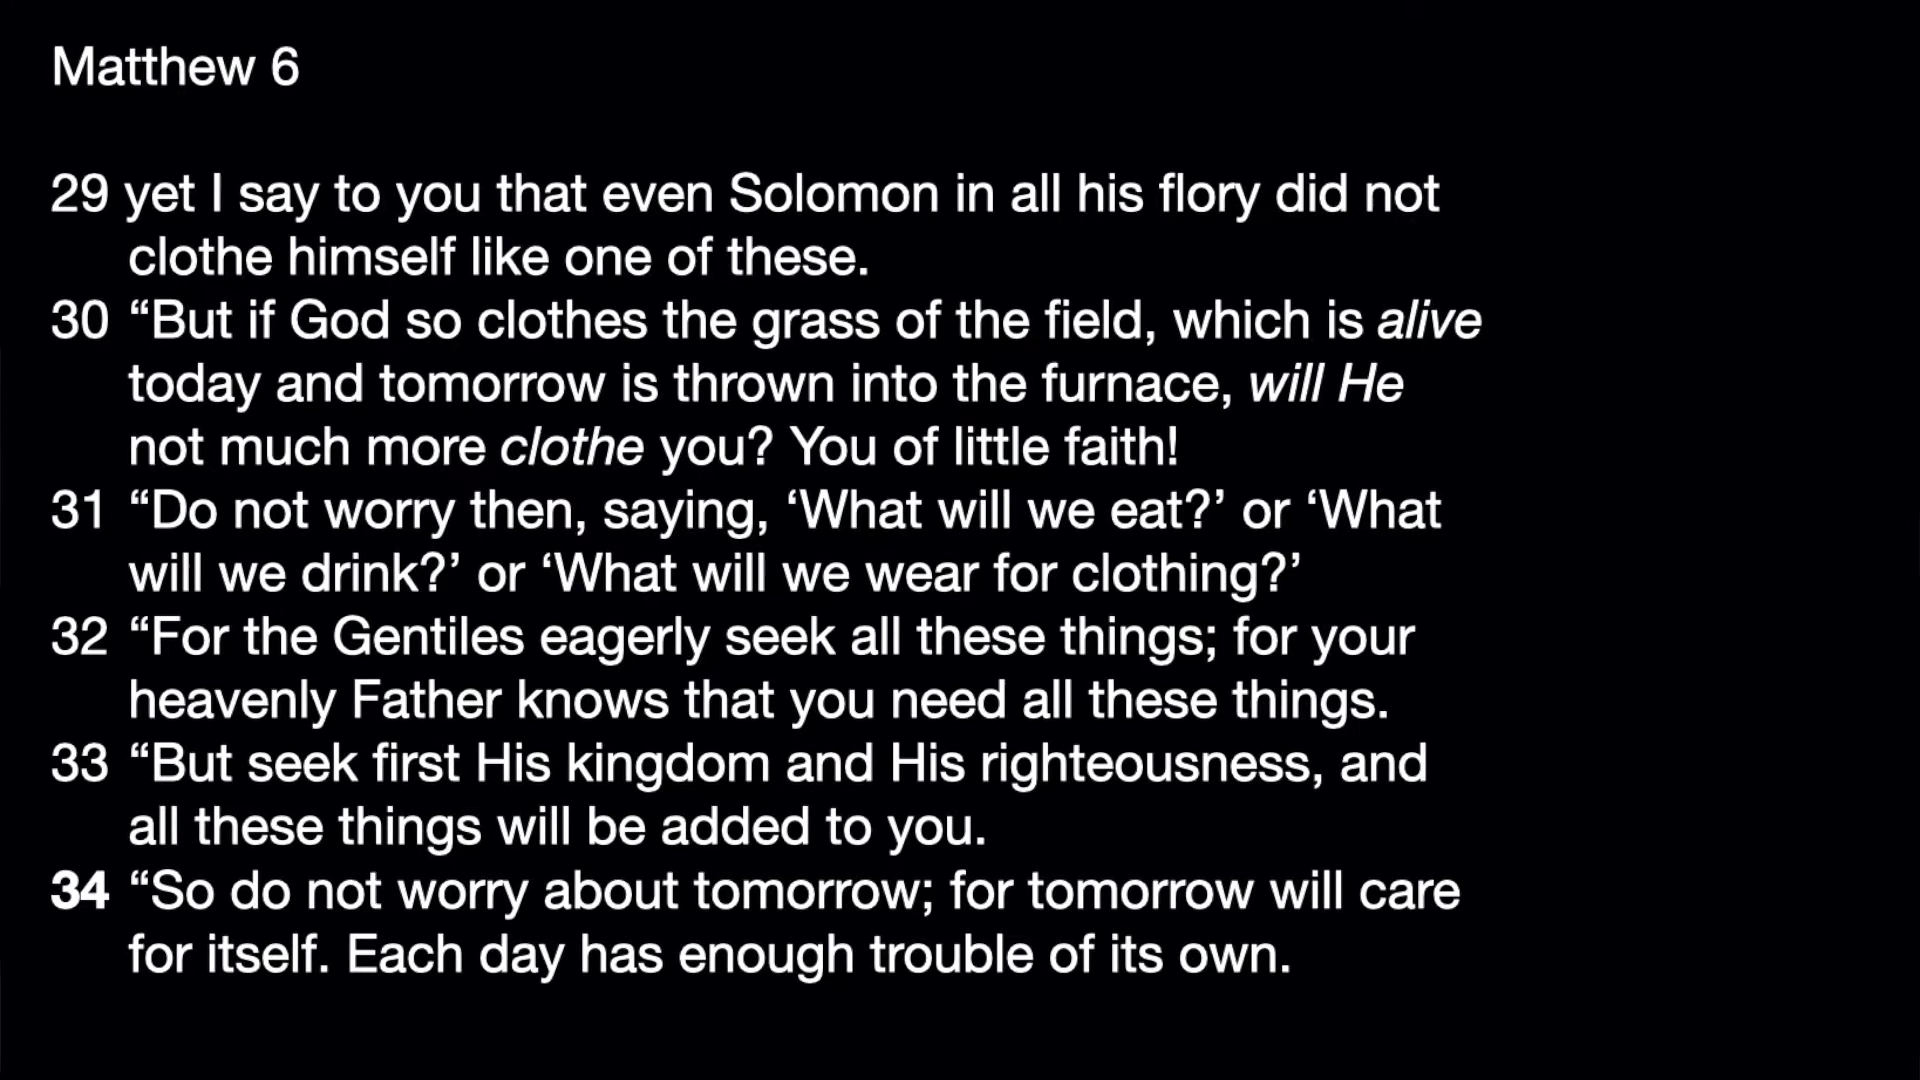 Matthew 6
29 yet I say to you that even Solomon in all his flory did not
clothe himself like one of these.
30 “But if God so clothes the grass of the field, which is alive
today and tomorrow is thrown into the furnace, will He
not much more clothe you? You of little faith!
31 “Do not worry then, saying, ‘What will we eat?’ or ‘What
will we drink?’ or ‘What will we wear for clothing?’
32 “For the Gentiles eagerly seek all these things; for your
heavenly Father knows that you need all these things.
33 “But seek first His kingdom and His righteousness, and
all these things will be added to you.
34 “So do not worry about tomorrow; for tomorrow will care
for itself. Each day has enough trouble of its own.